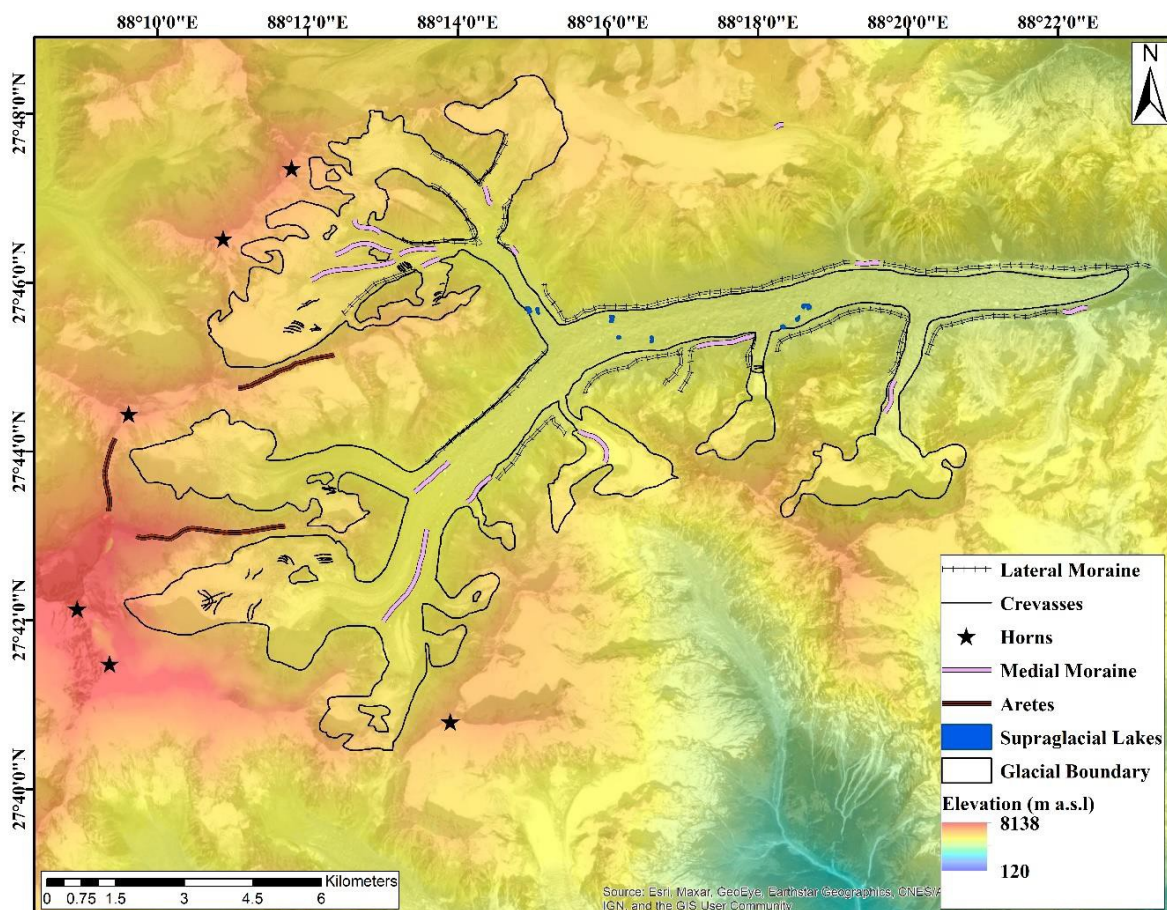 88°10'0"E 88°12'0"E 88°14'0"E 88°16'0"E 88°18'0"E 88°20'0"E 88°22'0"E
N
27°48'0"N
27°46'0"N
27°44'0"N
27°42'0"N
27°40'0"N
Lateral Moraine
Crevasses
Horns
Medial Moraine
Aretes
Supraglacial Lakes
Glacial Boundary
Elevation (m a.s.l)
8138
120
Kilometers
0 0.75 1.5 3 4.5 6
Source: Esri, Maxar, GeoEye, Earthstar Geographics, CNES/A
IGN, and the GIS User Community